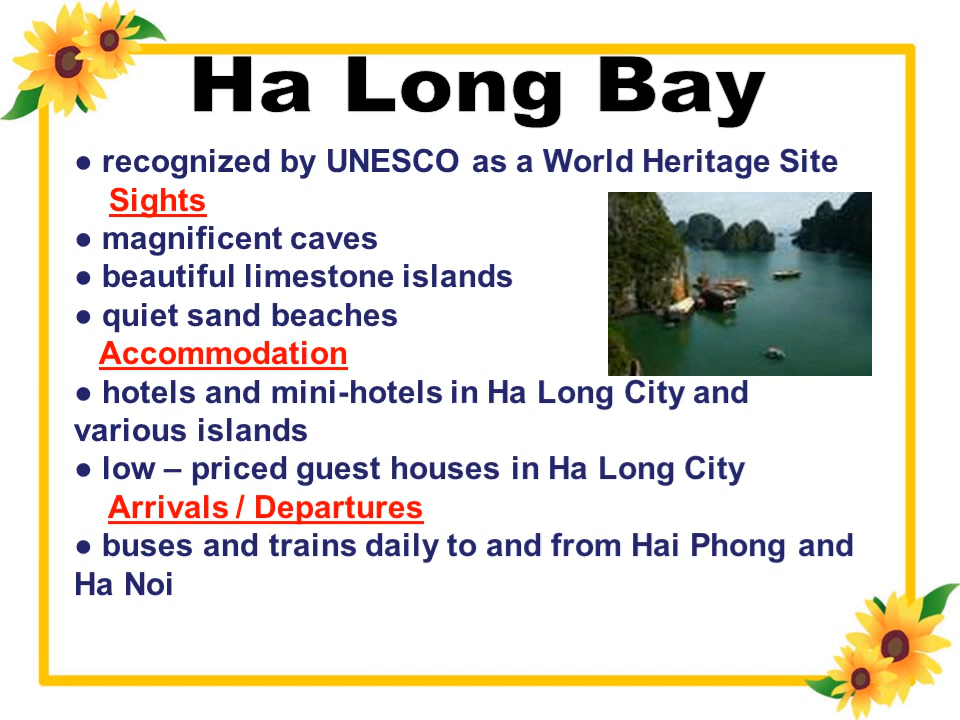 Ha Long Bay
● recognized by UNESCO as a World Heritage Site
Sights
● magnificent caves
● beautiful limestone islands
● quiet sand beaches
Accommodation
● hotels and mini-hotels in Ha Long City and
various islands
● low – priced guest houses in Ha Long City
Arrivals / Departures
● buses and trains daily to and from Hai Phong and
Ha Noi